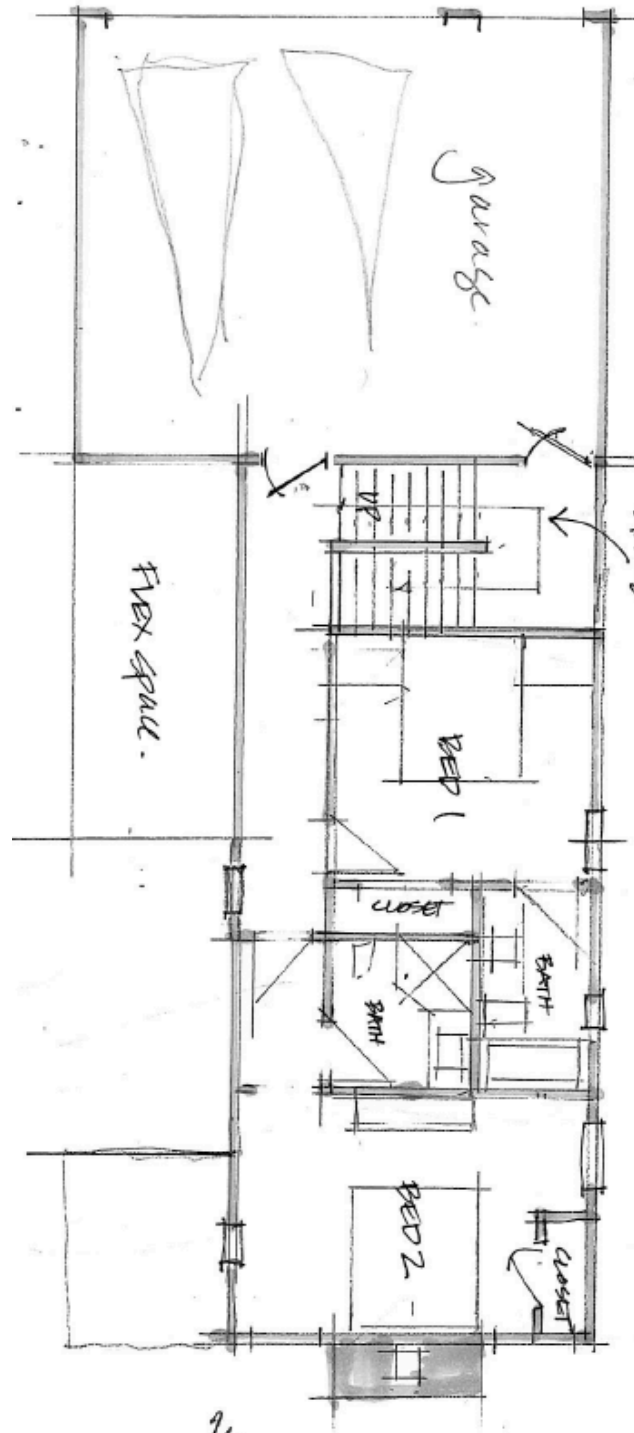 Garage.
UP
FLEX SPACE.
BED 1
CLOSET
BATH
BATH
BED 2
CLOSET